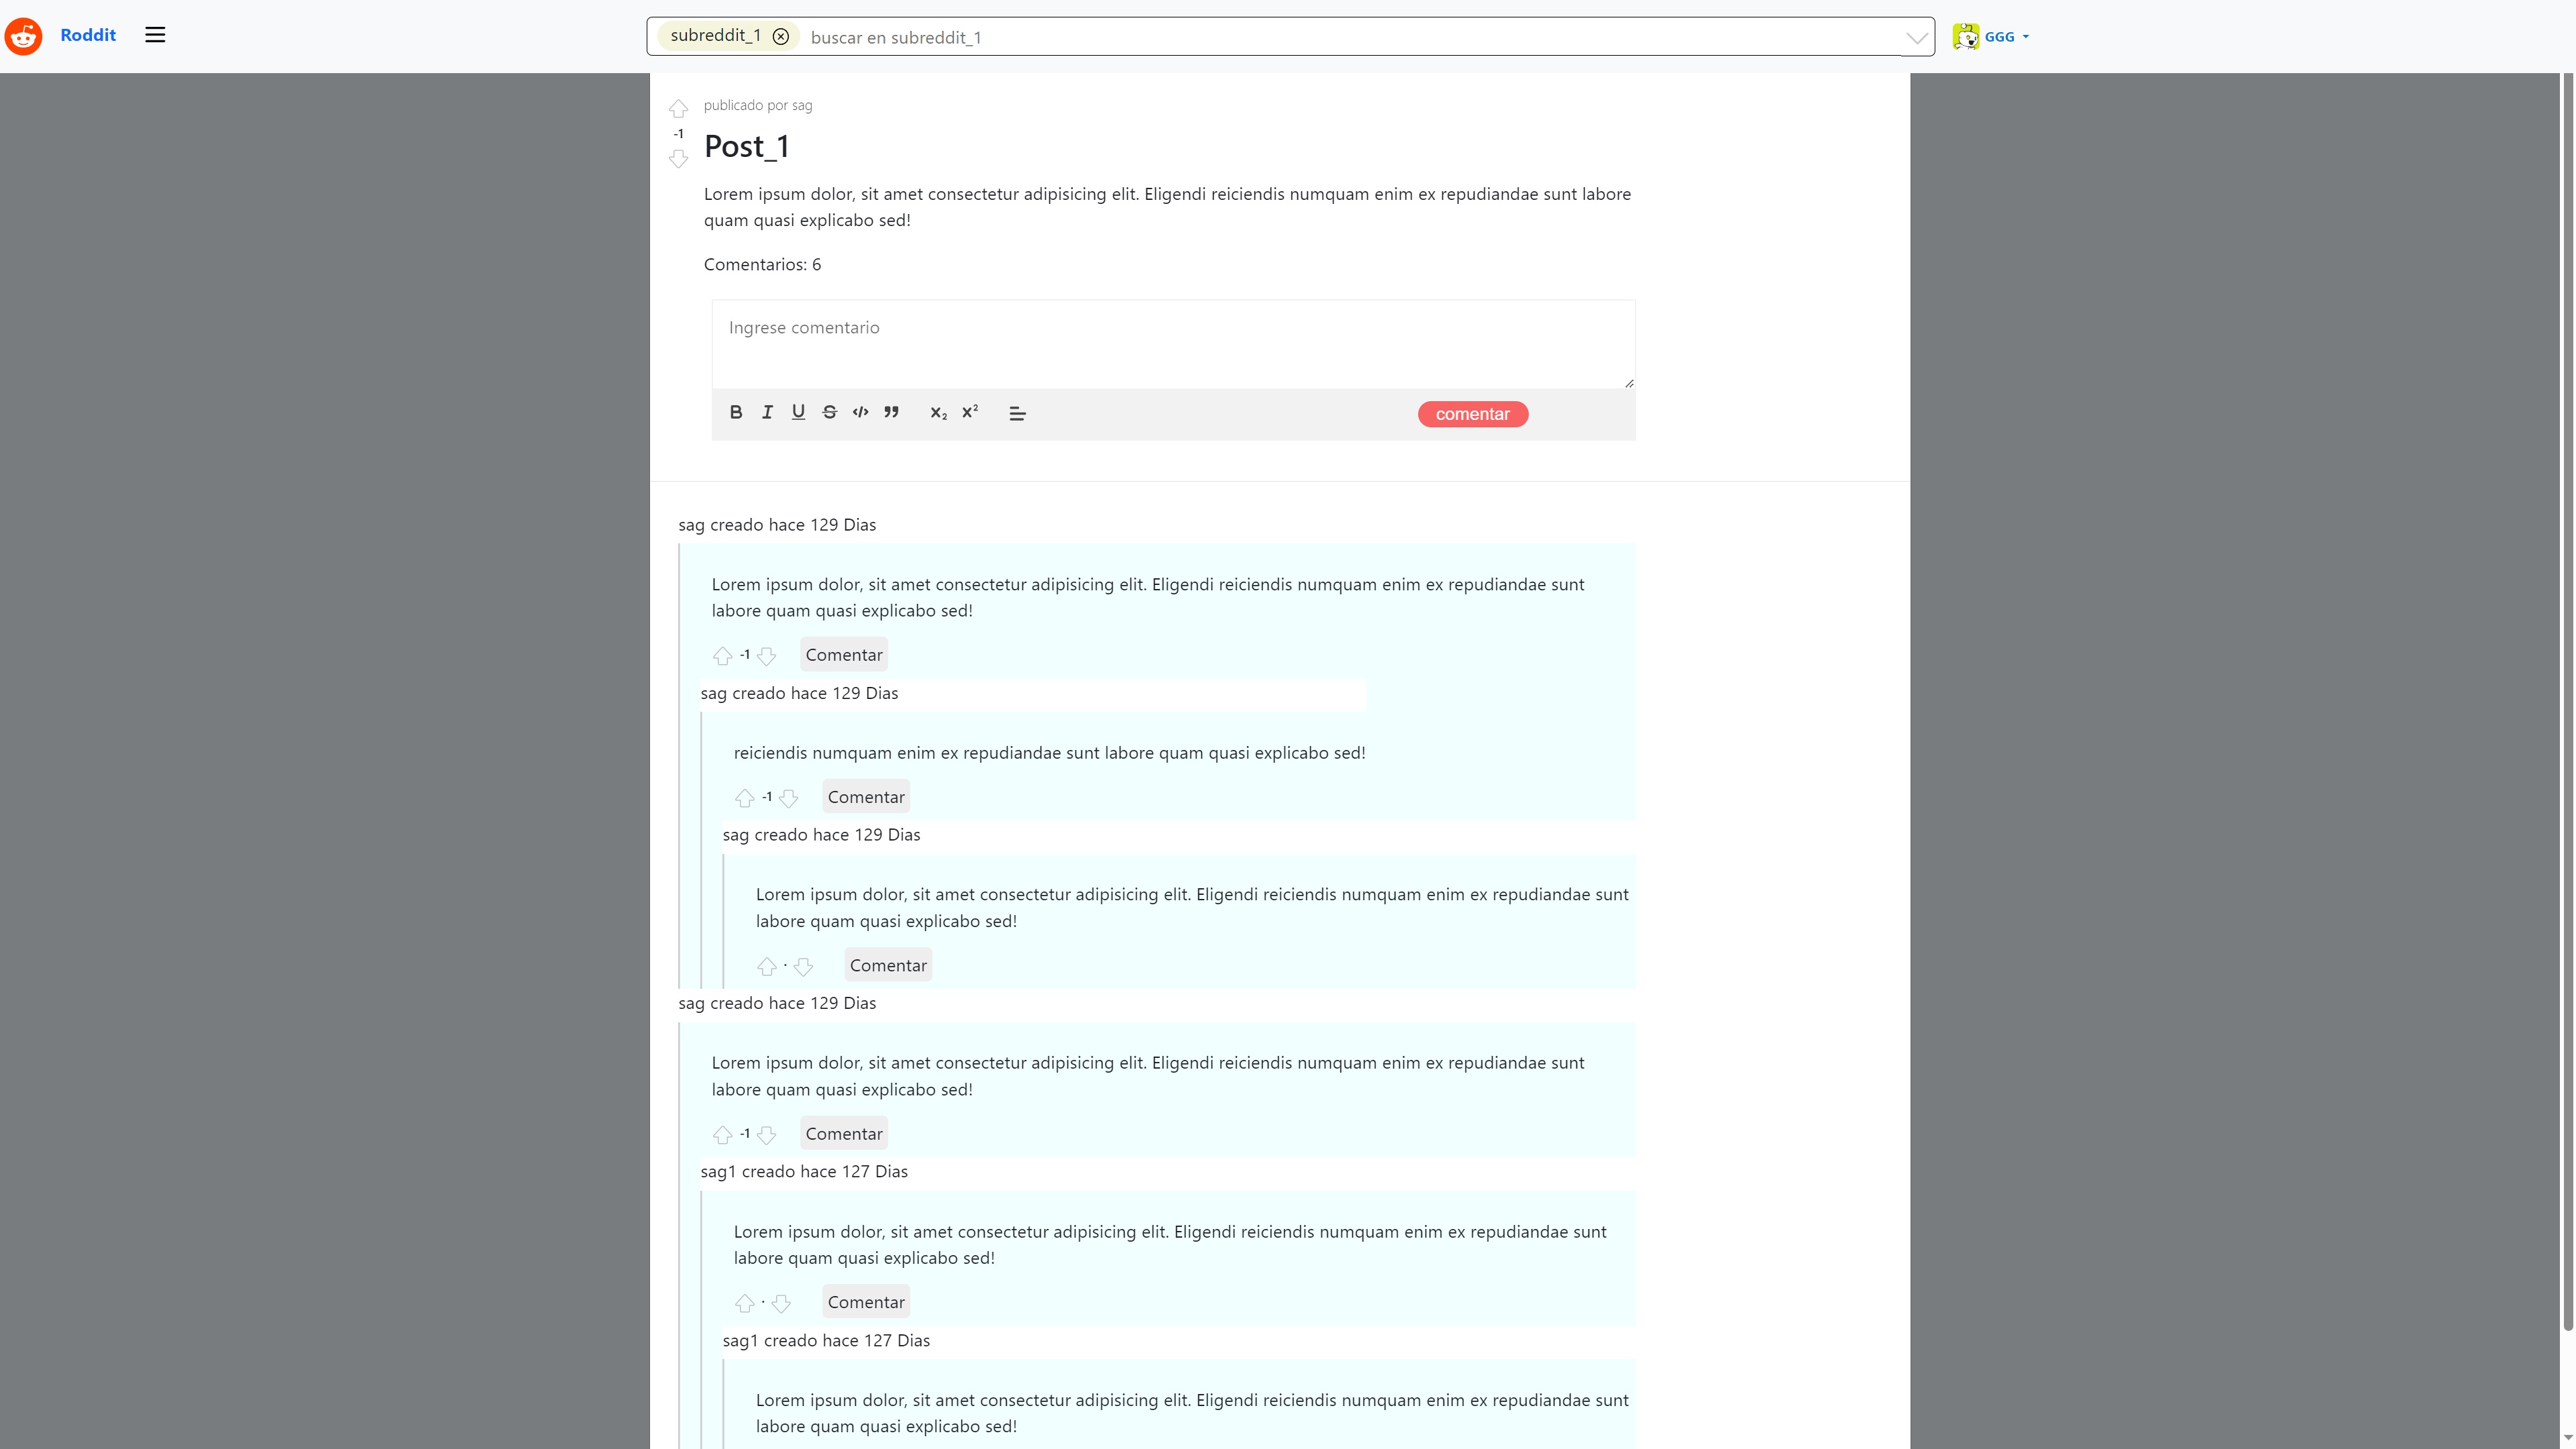 Roddit
subreddit_1
buscar en subreddit_1
GGG
publicado por sag
-1
Post_1
Lorem ipsum dolor, sit amet consectetur adipisicing elit. Eligendi reiciendis numquam enim ex repudiandae sunt labore
quam quasi explicabo sed!
Comentarios: 6
Ingrese comentario
comentar
sag creado hace 129 Dias
Lorem ipsum dolor, sit amet consectetur adipisicing elit. Eligendi reiciendis numquam enim ex repudiandae sunt
labore quam quasi explicabo sed!
-1 Comentar
sag creado hace 129 Dias
reiciendis numquam enim ex repudiandae sunt labore quam quasi explicabo sed!
-1 Comentar
sag creado hace 129 Dias
Lorem ipsum dolor, sit amet consectetur adipisicing elit. Eligendi reiciendis numquam enim ex repudiandae sunt
labore quam quasi explicabo sed!
· Comentar
sag creado hace 129 Dias
Lorem ipsum dolor, sit amet consectetur adipisicing elit. Eligendi reiciendis numquam enim ex repudiandae sunt
labore quam quasi explicabo sed!
-1 Comentar
sag1 creado hace 127 Dias
Lorem ipsum dolor, sit amet consectetur adipisicing elit. Eligendi reiciendis numquam enim ex repudiandae sunt
labore quam quasi explicabo sed!
· Comentar
sag1 creado hace 127 Dias
Lorem ipsum dolor, sit amet consectetur adipisicing elit. Eligendi reiciendis numquam enim ex repudiandae sunt
labore quam quasi explicabo sed!